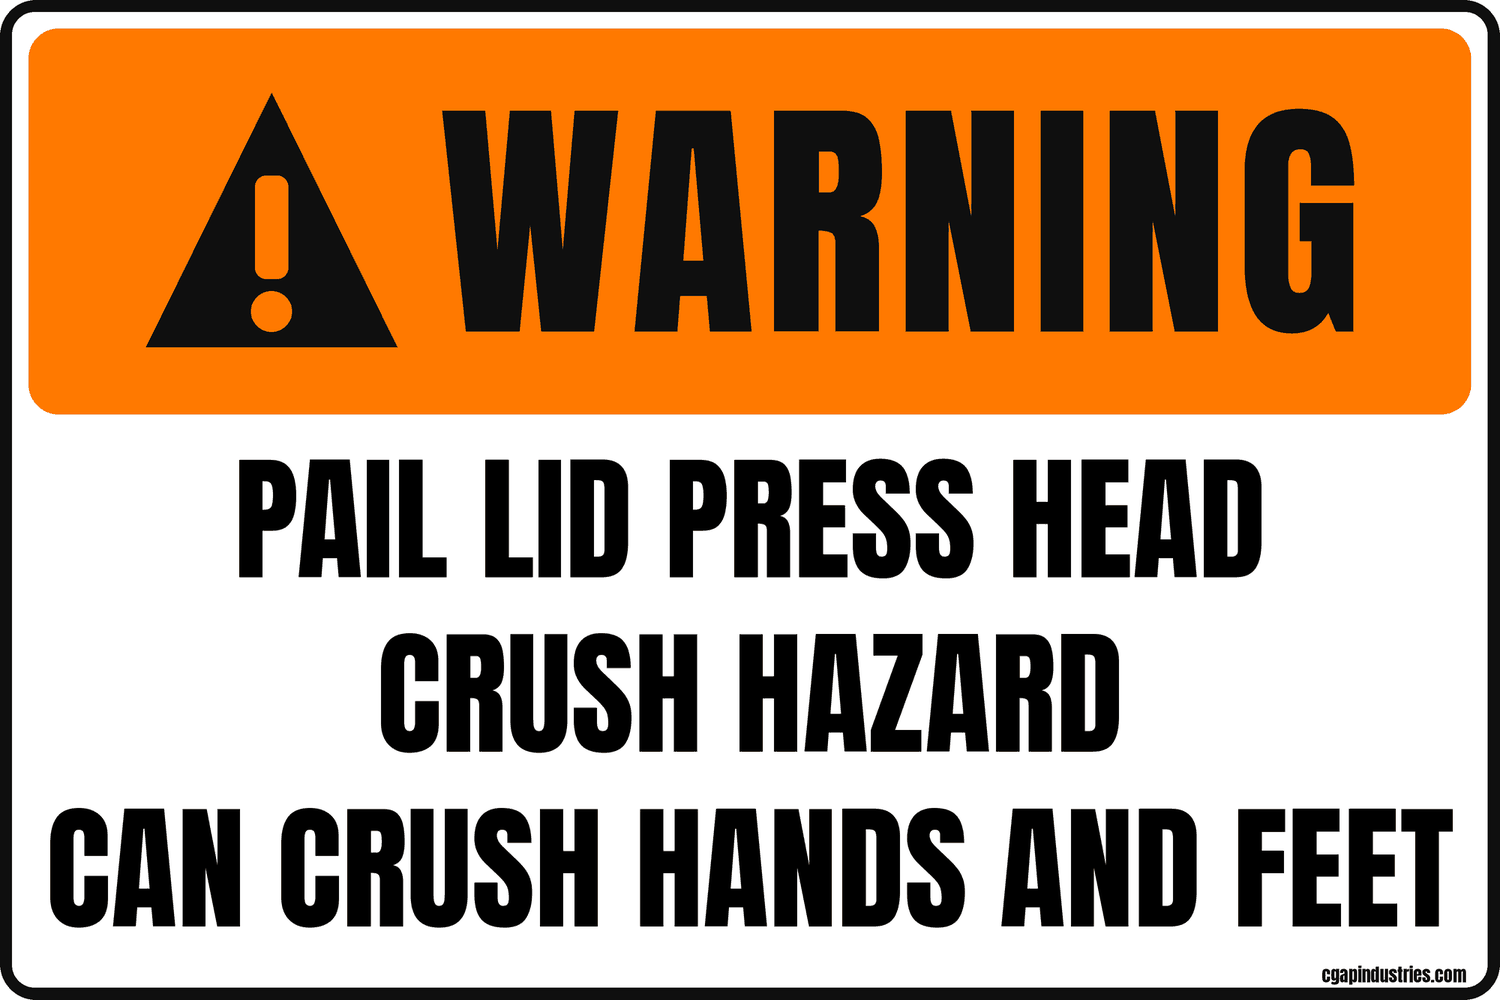 WARNING
PAIL LID PRESS HEAD
CRUSH HAZARD
CAN CRUSH HANDS AND FEET
cgapindustries.com